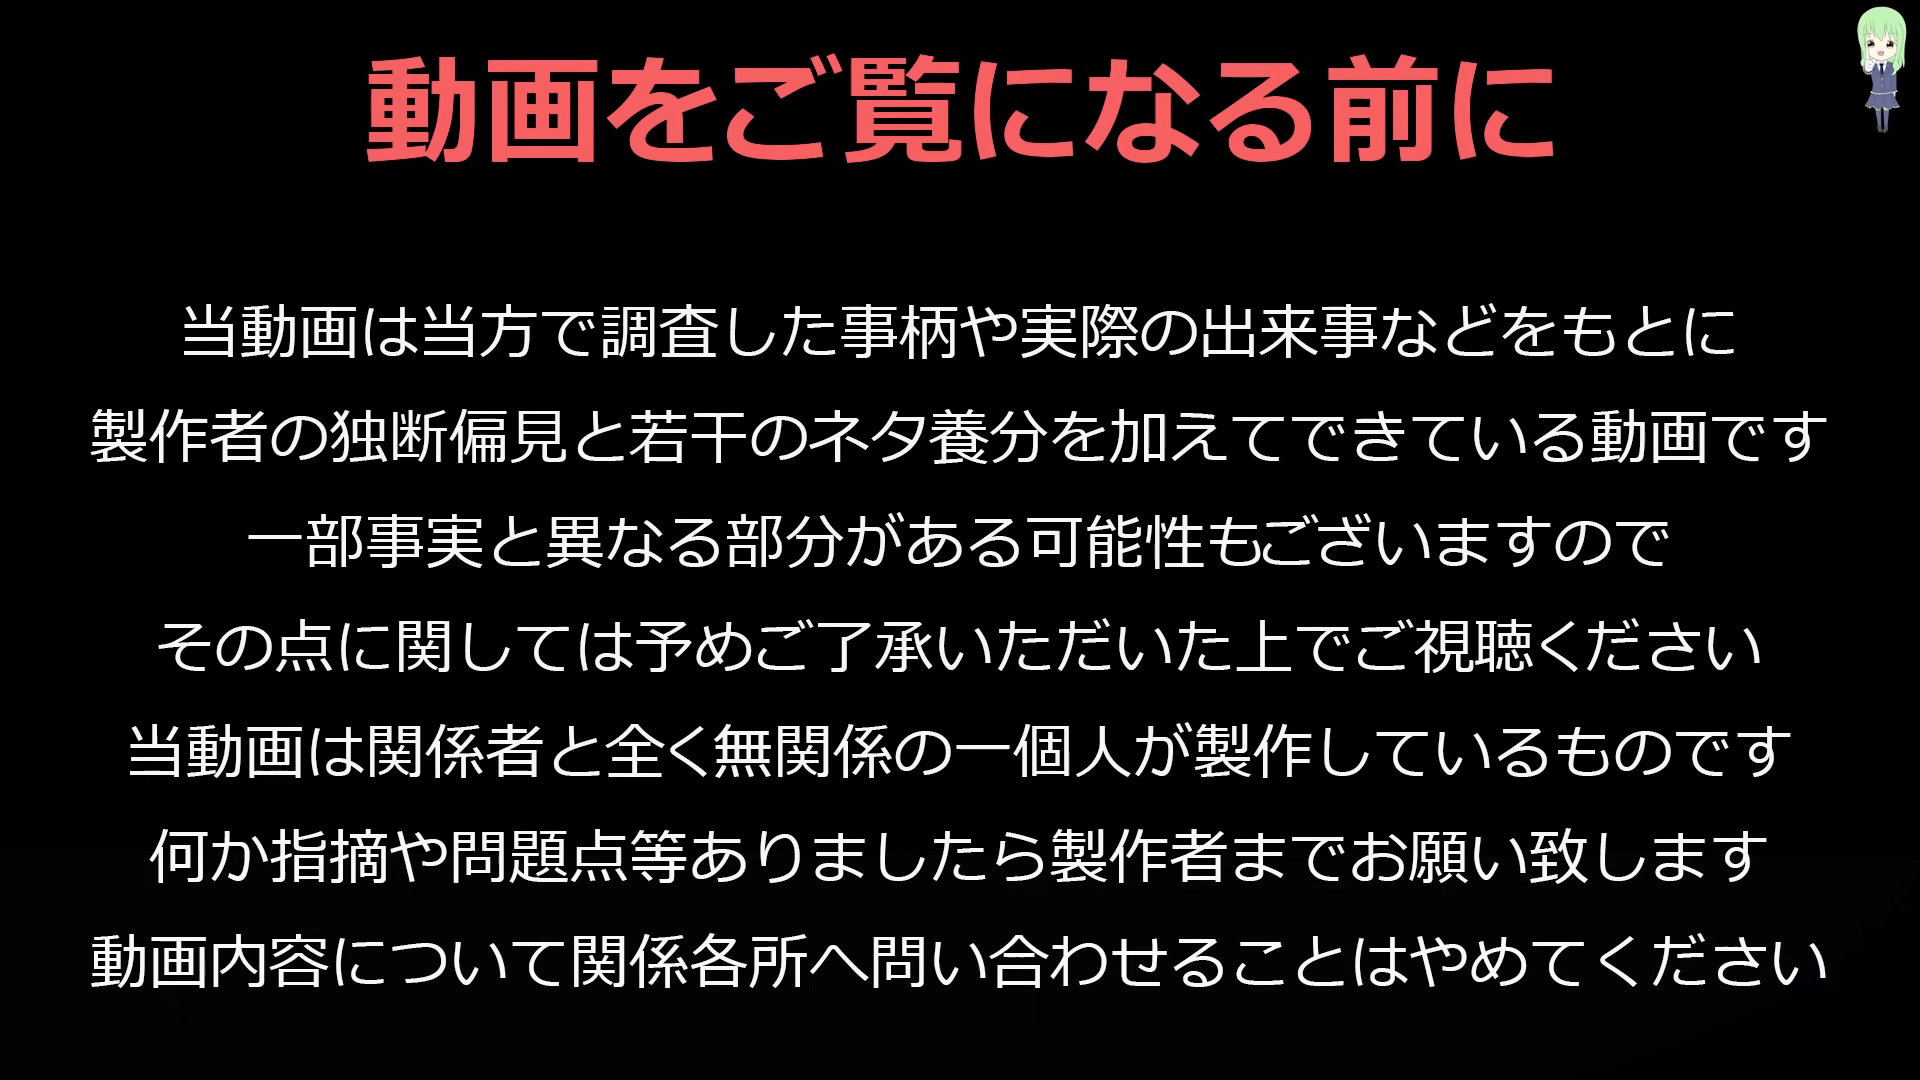 動画をご覧になる前に
当動画は当方で調査した事柄や実際の出来事などをもとに
製作者の独断偏見と若干のネタ養分を加えてできている動画です
一部事実と異なる部分がある可能性もございますので
その点に関しては予めご了承いただいた上でご視聴ください
当動画は関係者と全く無関係の一個人が製作しているものです
何か指摘や問題点等ありましたら製作者までお願い致します
動画内容について関係各所へ問い合わせることはやめてください